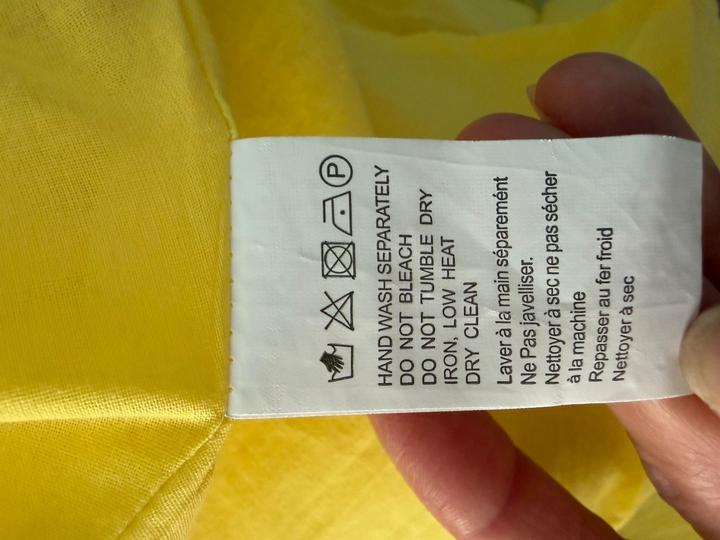 P
HAND WASH SEPARATELY
DO NOT BLEACH
DO NOT TUMBLE DRY
IRON, LOW HEAT
DRY CLEAN
Laver à la main séparemént
Ne Pas javelliser.
Nettoyer à sec ne pas sécher
à la machine
Repasser au fer froid
Nettoyer à sec